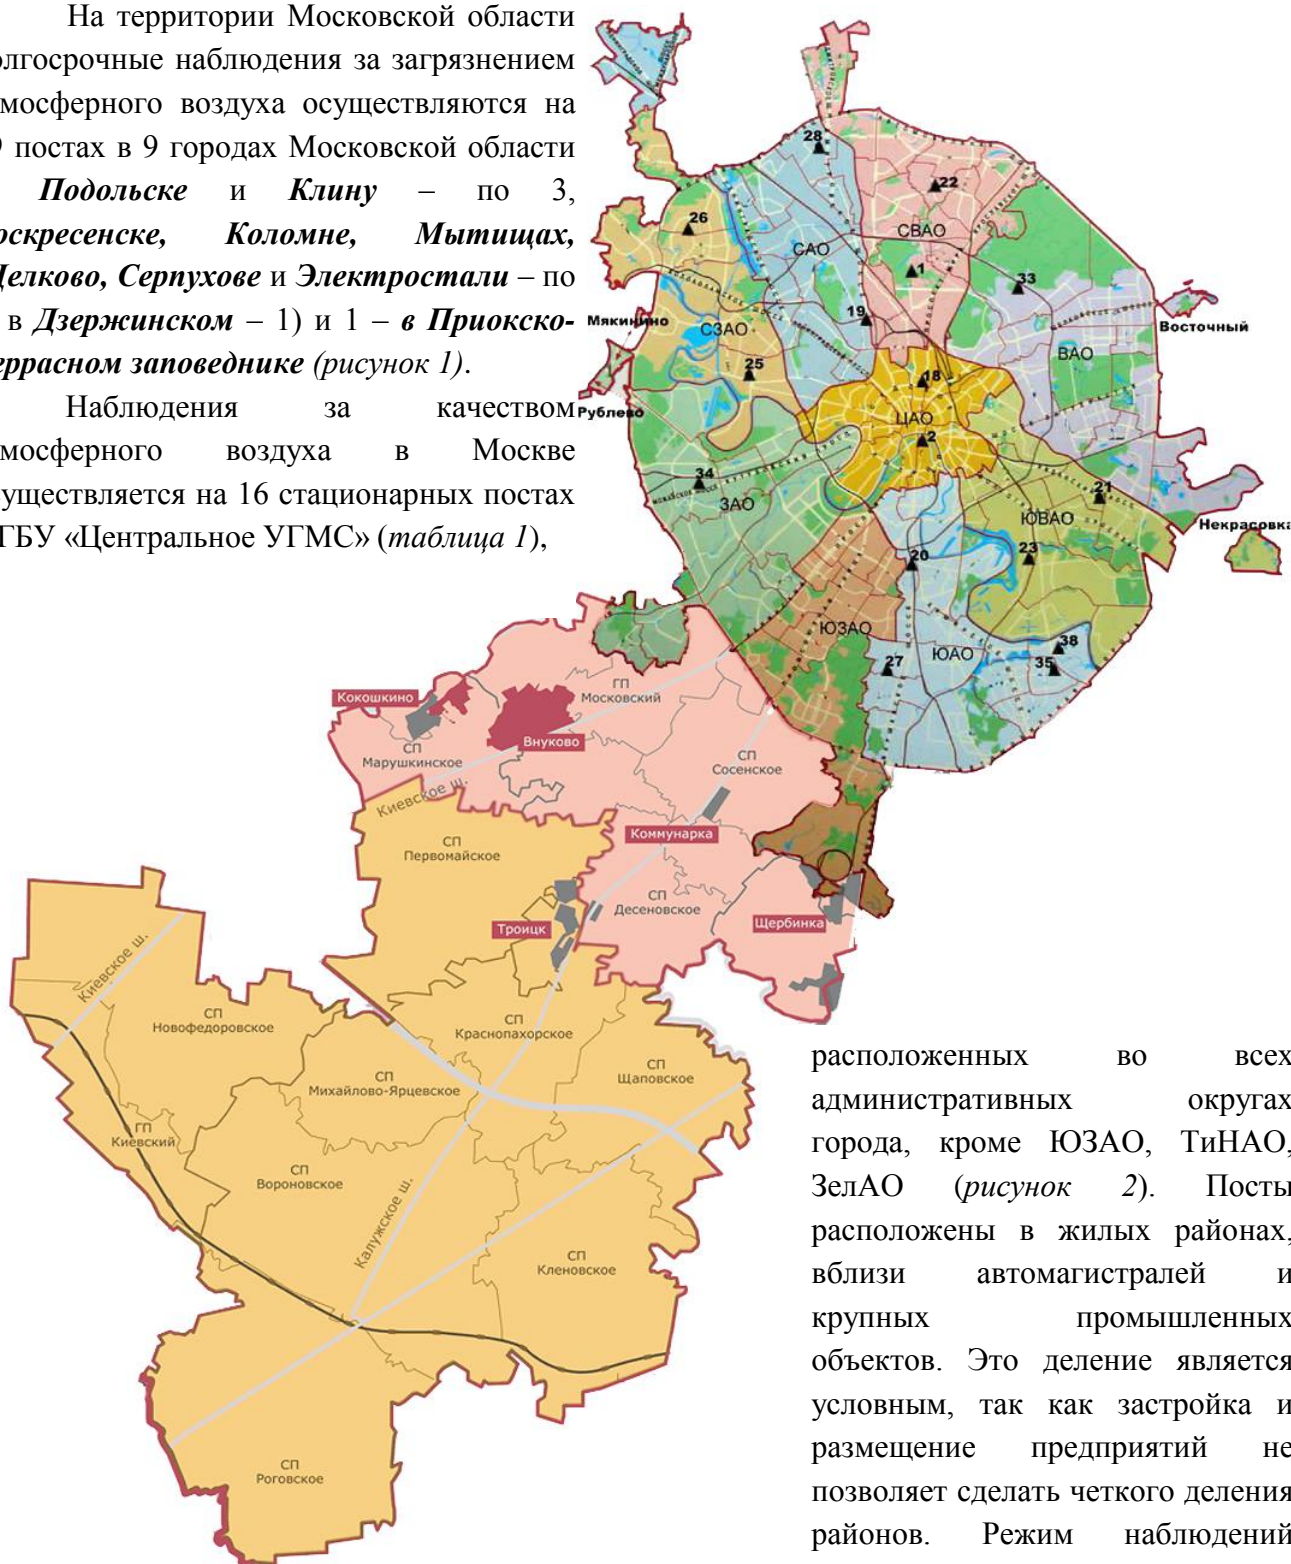 На территории Московской области
олгосрочные наблюдения за загрязнением
мосферного воздуха осуществляются на
9 постах в 9 городах Московской области
Подольске и Клину – по 3,
оскресенске, Коломне, Мытищах,
Целково, Серпухове и Электростали – по
в Дзержинском – 1) и 1 – в Приокско-
еррасном заповеднике (рисунок 1).
Наблюдения за качеством
мосферного воздуха в Москве
уществляется на 16 стационарных постах
ГБУ «Центральное УГМС» (таблица 1),
28
22
26
СВАО
САО
1
33
19
Мякинино
Восточный
СЗАО
ВАО
25
18
Рублево
ЦАО
2
34
21
ЗАО
ЮВАО
Некрасовка
23
20
ЮЗАО
38
ЮАО
27
35
ГП
Московский
Кокошкино
Внуково
СП
Марушкинское
СП
Сосенское
Киевское ш.
Коммунарка
СП
Первомайское
СП
Десеновское
Троицк
Щербинка
Киевское ш.
СП
Новофедоровское
СП
Краснопахорское
СП
Щаповское
СП
Михайлово-Ярцевское
ГП
Киевский
СП
Вороновское
Калужское ш.
СП
Кленовское
СП
Роговское
расположенных во всех
административных округах
города, кроме ЮЗАО, ТиНАО,
ЗелАО (рисунок 2). Посты
расположены в жилых районах,
вблизи автомагистралей и
крупных промышленных
объектов. Это деление является
условным, так как застройка и
размещение предприятий не
позволяет сделать четкого деления
районов. Режим наблюдений